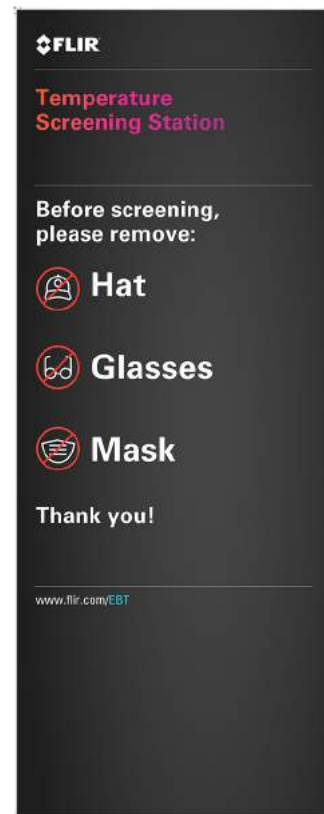 FLIR
Temperature
Screening Station
Before screening,
please remove:
Hat
Glasses
Mask
Thank you!
www.flir.com/EBT